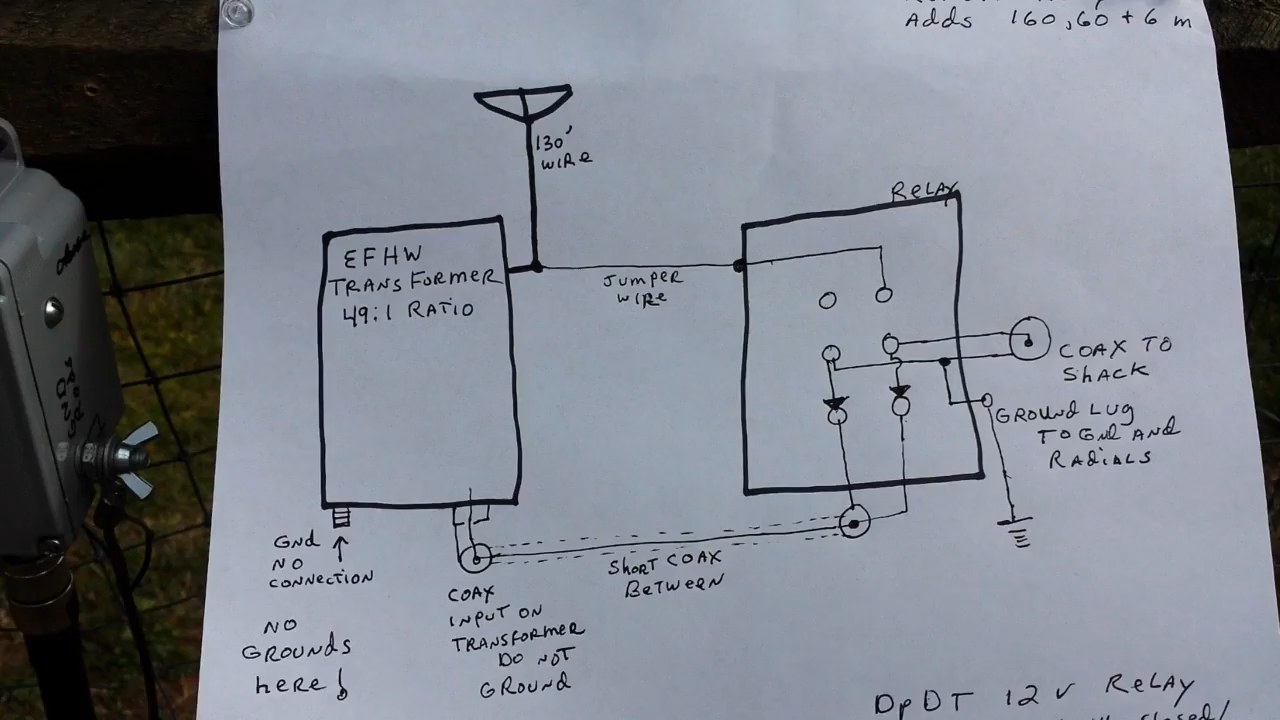 Adds 160,60 + 6 m
130'
WIRE
RELAY
EFHW
TRANSFORMER
49:1 RATIO
JUMPER
WIRE
COAX TO
SHACK
GROUND LUG
TO GND AND
RADIALS
GND
NO
CONNECTION
SHORT COAX
BETWEEN
COAX
INPUT ON
TRANSFORMER
DO NOT
GROUND
NO
GROUNDS
here!
DpDT 12 V RELAY
closed/